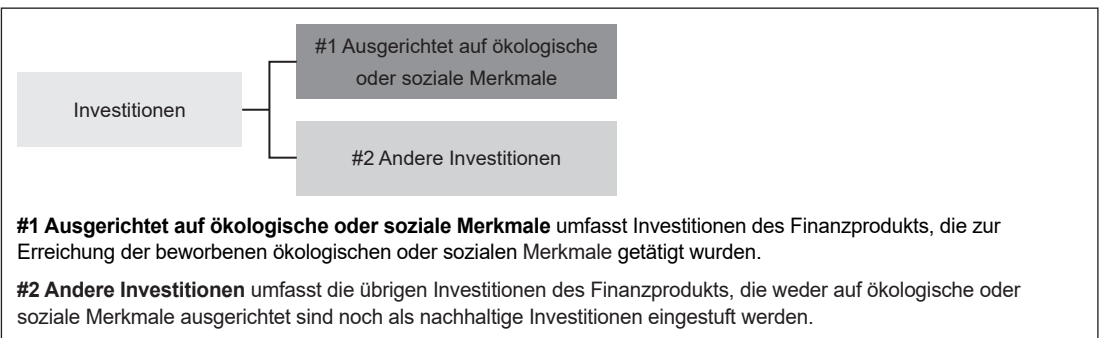 #1 Ausgerichtet auf ökologische
oder soziale Merkmale
Investitionen
#2 Andere Investitionen
#1 Ausgerichtet auf ökologische oder soziale Merkmale umfasst Investitionen des Finanzprodukts, die zur
Erreichung der beworbenen ökologischen oder sozialen Merkmale getätigt wurden.
#2 Andere Investitionen umfasst die übrigen Investitionen des Finanzprodukts, die weder auf ökologische oder
soziale Merkmale ausgerichtet sind noch als nachhaltige Investitionen eingestuft werden.